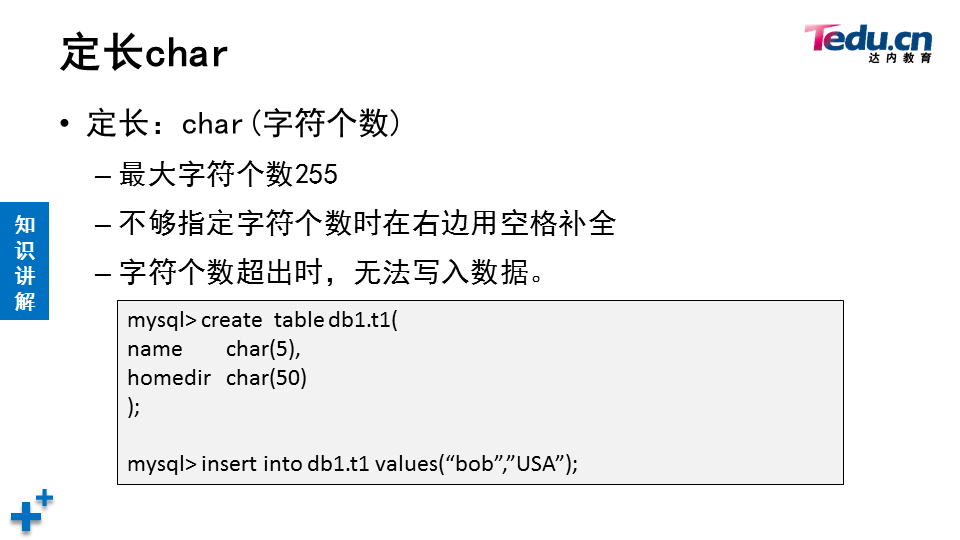 定长char
Tedu.cn
达内教育
• 定长：char(字符个数)
– 最大字符个数255
– 不够指定字符个数时在右边用空格补全
– 字符个数超出时，无法写入数据。
知
识
讲
解
mysql> create table db1.t1(
name char(5),
homedir char(50)
);
mysql> insert into db1.t1 values(“bob”,”USA”);